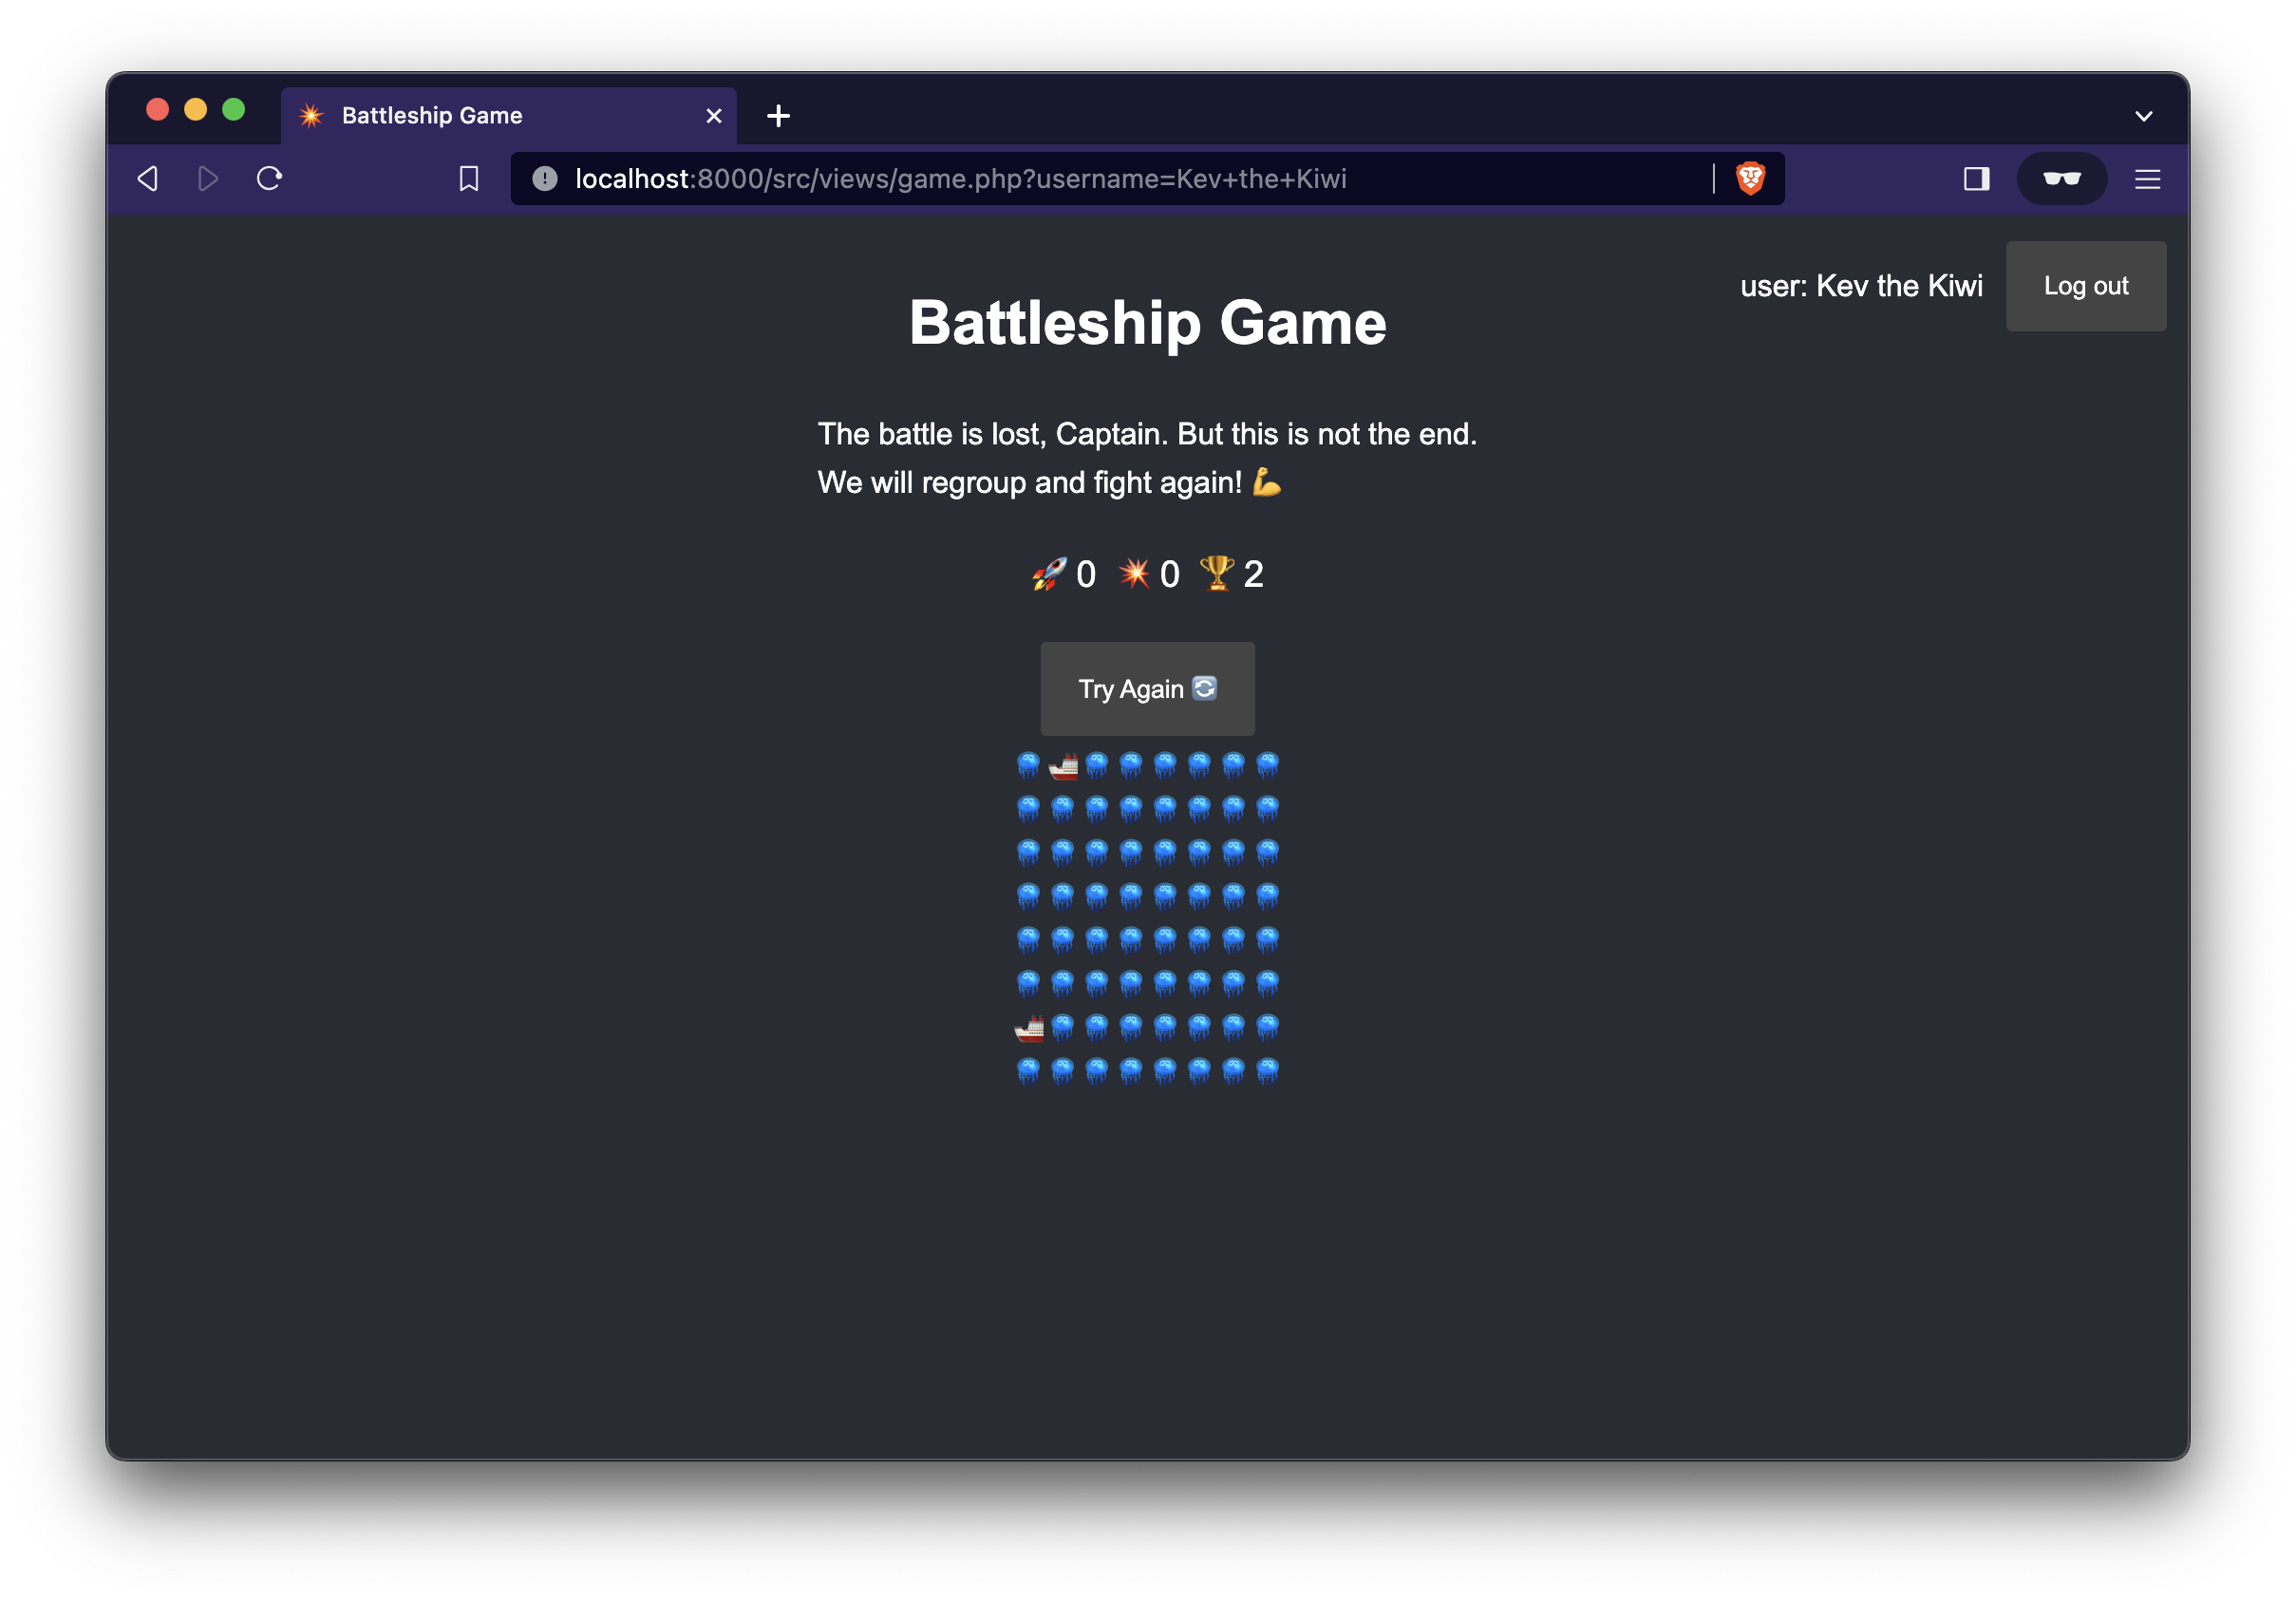 Battleship Game
localhost:8000/src/views/game.php?username=Kev+the+Kiwi
user: Kev the Kiwi
Log out
Battleship Game
The battle is lost, Captain. But this is not the end.
We will regroup and fight again! 💪
🚀 0 💥 0 🏆 2
Try Again 🔄